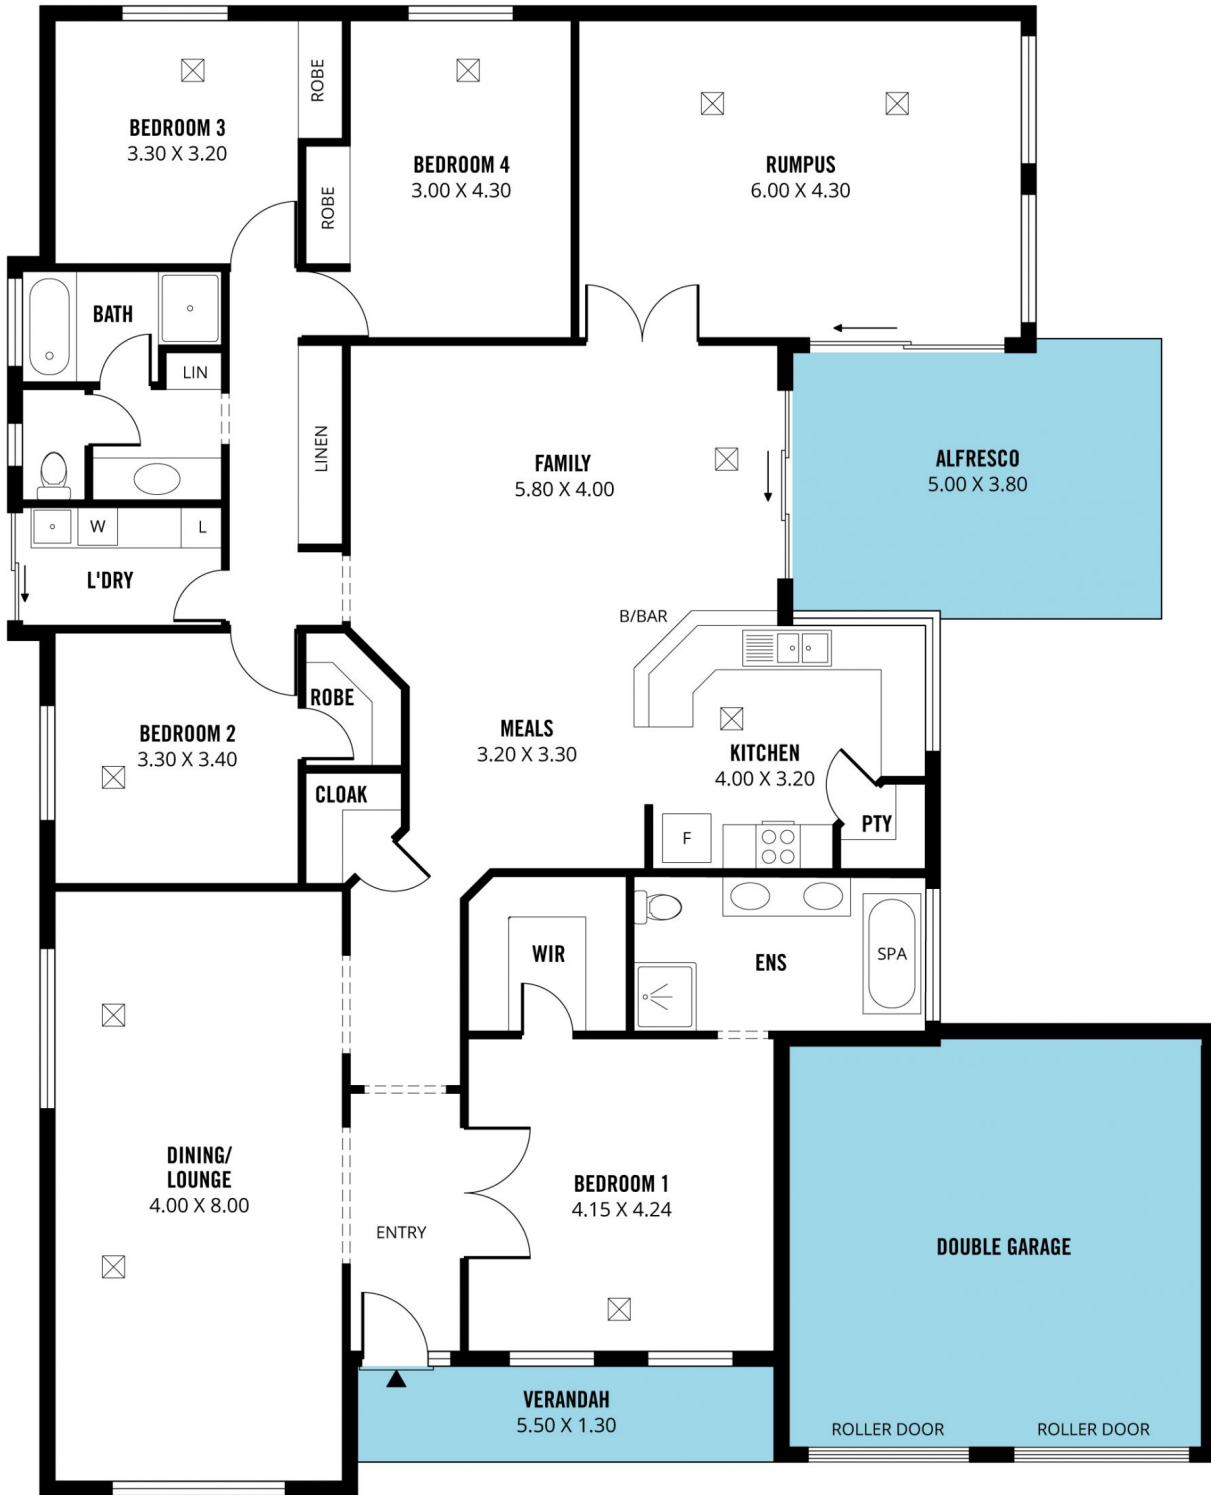 ROBE
BEDROOM 3
3.30 X 3.20
BEDROOM 4
3.00 X 4.30
RUMPUS
6.00 X 4.30
ROBE
BATH
LIN
LINEN
FAMILY
5.80 X 4.00
ALFRESCO
5.00 X 3.80
W
L
L'DRY
B/BAR
ROBE
BEDROOM 2
3.30 X 3.40
MEALS
3.20 X 3.30
KITCHEN
4.00 X 3.20
CLOAK
PTY
F
WIR
ENS
SPA
DINING/
LOUNGE
4.00 X 8.00
BEDROOM 1
4.15 X 4.24
ENTRY
DOUBLE GARAGE
VERANDAH
5.50 X 1.30
ROLLER DOOR
ROLLER DOOR